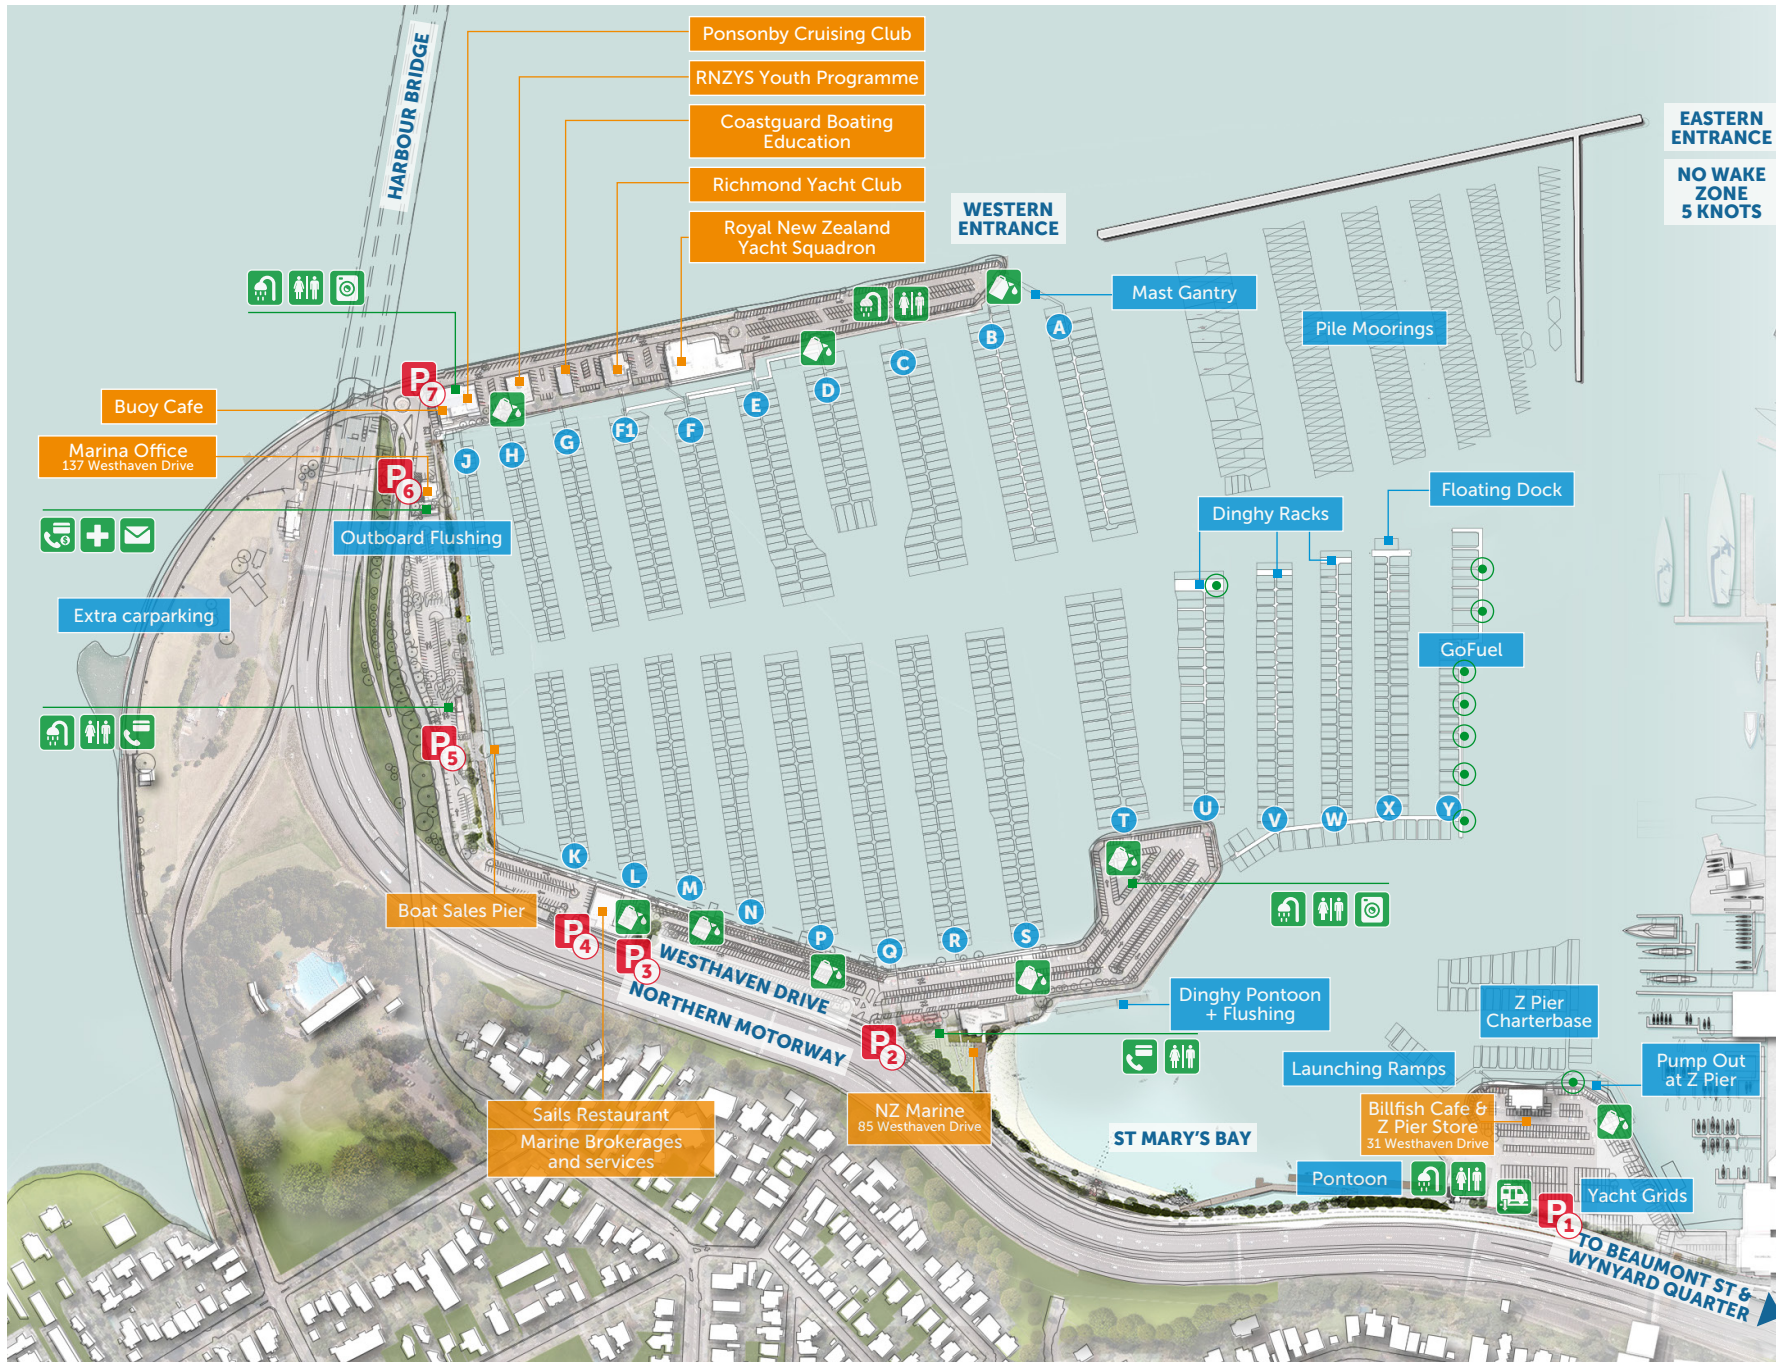 HARBOUR BRIDGE
Ponsonby Cruising Club
RNZYS Youth Programme
Coastguard Boating
Education
Richmond Yacht Club
Royal New Zealand
Yacht Squadron
WESTERN
ENTRANCE
EASTERN
ENTRANCE
NO WAKE
ZONE
5 KNOTS
Mast Gantry
Pile Moorings
A
B
C
D
E
F
F1
G
H
J
P
7
Buoy Cafe
Marina Office
137 Westhaven Drive
P
6
Outboard Flushing
$
Extra carparking
P
5
Dinghy Racks
Floating Dock
GoFuel
Boat Sales Pier
K
L
M
N
P
Q
R
S
T
U
V
W
X
Y
P
4
P
3
WESTHAVEN DRIVE
NORTHERN MOTORWAY
P
2
Dinghy Pontoon
+ Flushing
Sails Restaurant
Marine Brokerages
and services
NZ Marine
85 Westhaven Drive
ST MARY'S BAY
Z Pier
Charterbase
Launching Ramps
Pump Out
at Z Pier
Billfish Cafe &
Z Pier Store
31 Westhaven Drive
Pontoon
Yacht Grids
P
1
TO BEAUMONT ST &
WYNYARD QUARTER